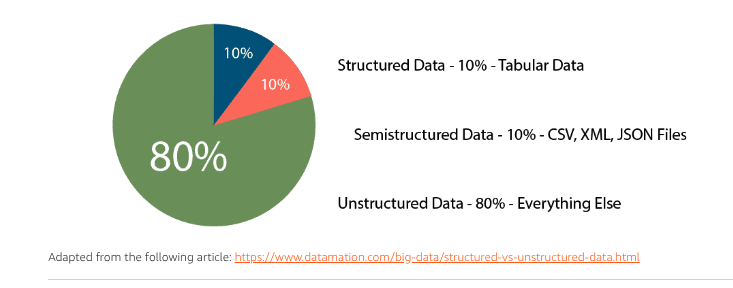 10%
Structured Data - 10% - Tabular Data
10%
Semistructured Data - 10% - CSV, XML, JSON Files
80%
Unstructured Data - 80% - Everything Else
Adapted from the following article: https://www.datamation.com/big-data/structured-vs-unstructured-data.html